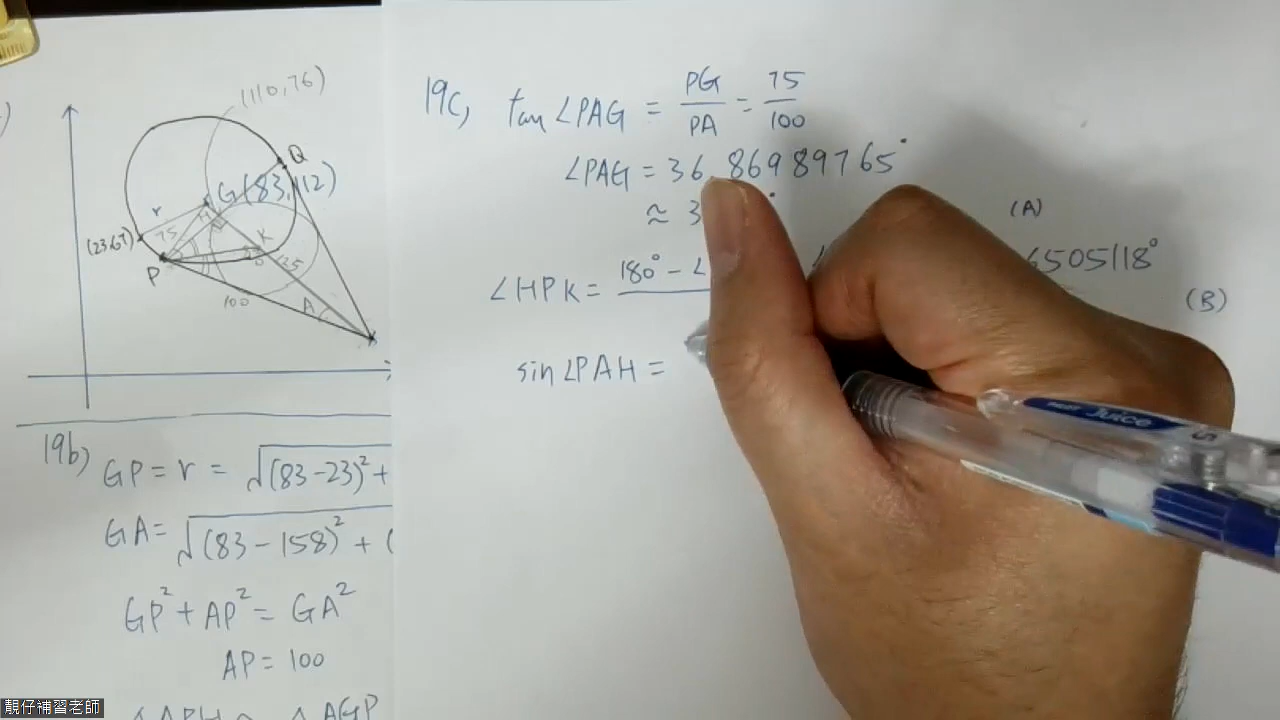 (110,76)
Q
G(83,112)
r
(23,67)
75
K
P
25
100
A
19b) GP = r = √(83-23)² +
GA = √(83-158)² + (
GP² + AP² = GA²
AP = 100
19c) tan∠PAG = PG/PA = 75/100
∠PAG = 36.86989765°
≈ 3
(A)
∠HPK = 180° - ∠
6505118°
(B)
sin∠PAH =
Juice
靚仔補習老師